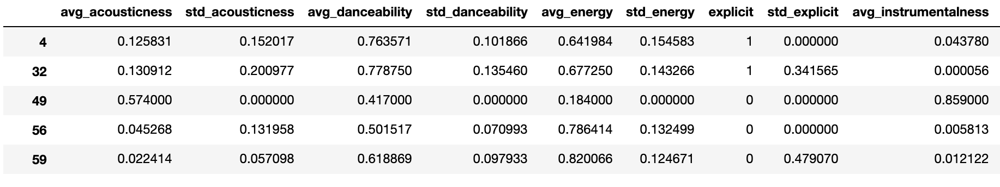 avg_acousticness std_acousticness avg_danceability std_danceability avg_energy std_energy explicit std_explicit avg_instrumentalness
4 0.125831 0.152017 0.763571 0.101866 0.641984 0.154583 1 0.000000 0.043780
32 0.130912 0.200977 0.778750 0.135460 0.677250 0.143266 1 0.341565 0.000056
49 0.574000 0.000000 0.417000 0.000000 0.184000 0.000000 0 0.000000 0.859000
56 0.045268 0.131958 0.501517 0.070993 0.786414 0.132499 0 0.000000 0.005813
59 0.022414 0.057098 0.618869 0.097933 0.820066 0.124671 0 0.479070 0.012122